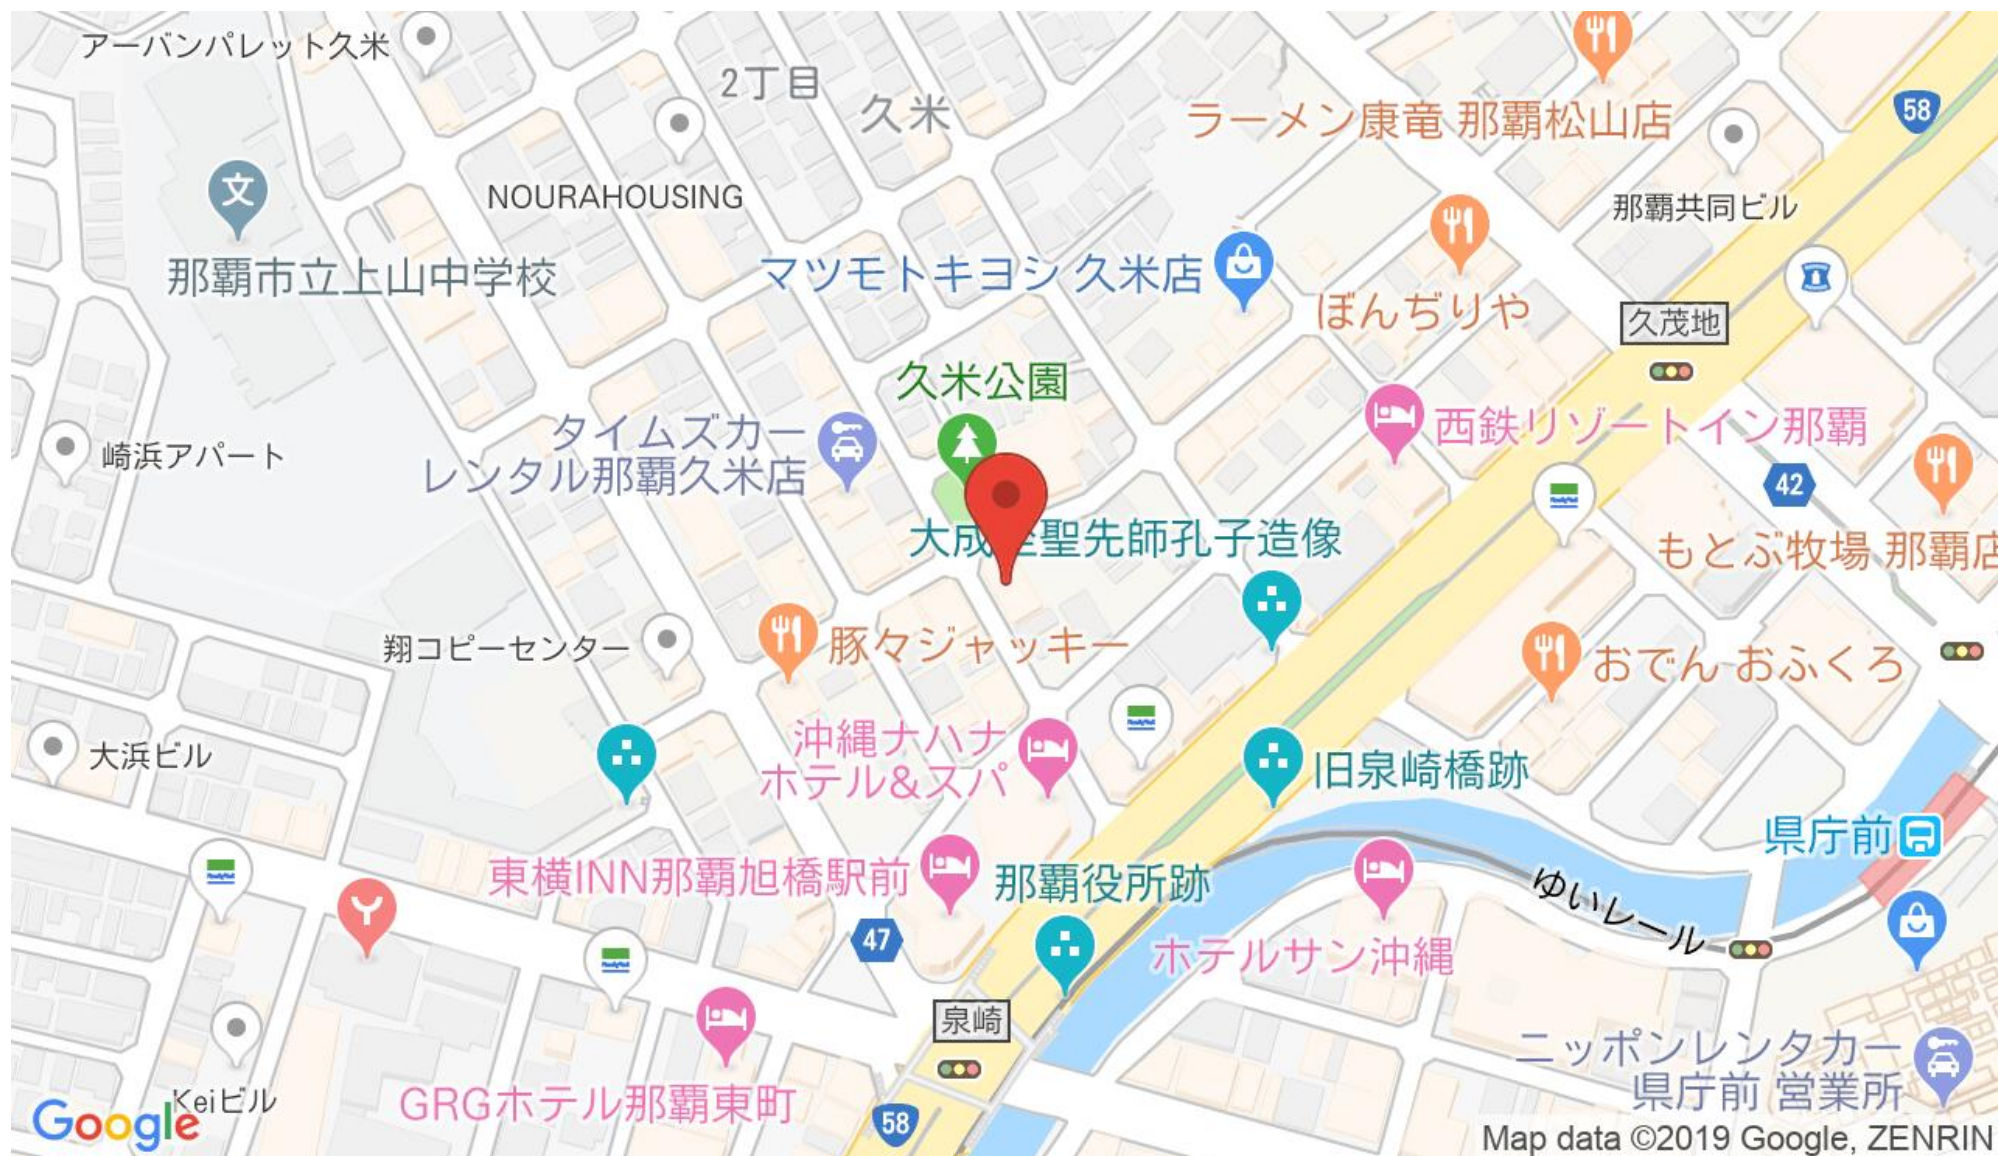 アーバンパレット久米
2丁目
久米
ラーメン康竜 那覇松山店
58
文
NOURAHOUSING
那覇共同ビル
那覇市立上山中学校
マツモトキヨシ 久米店
ぼんぢりや
久茂地
久米公園
タイムズカー
レンタル那覇久米店
西鉄リゾートイン那覇
崎浜アパート
42
大成至聖先師孔子造像
もとぶ牧場 那覇店
翔コピーセンター
豚々ジャッキー
おでん おふくろ
大浜ビル
沖縄ナハナ
ホテル&スパ
旧泉崎橋跡
県庁前
東横INN那覇旭橋駅前
那覇役所跡
ゆいレール
47
ホテルサン沖縄
泉崎
ニッポンレンタカー
県庁前 営業所
Keiビル
GRGホテル那覇東町
58
Google
Map data ©2019 Google, ZENRIN